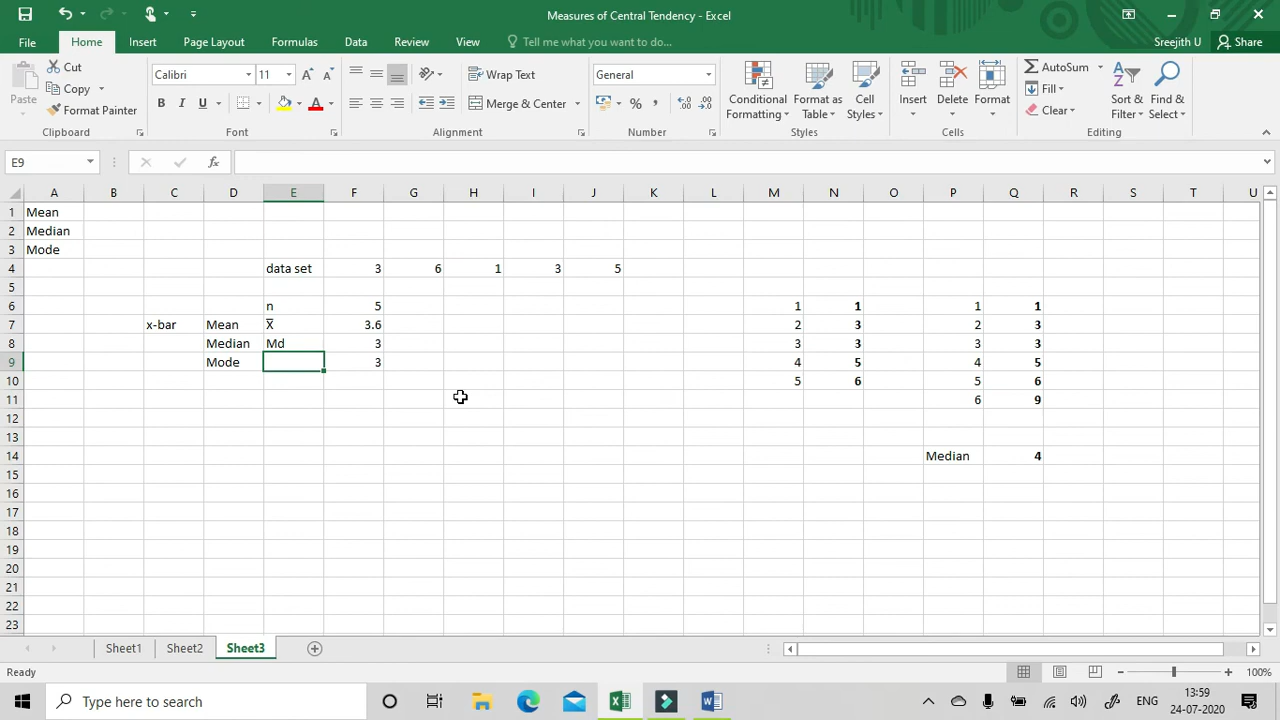 Measures of Central Tendency - Excel
Sreejith U
Share
File Home Insert Page Layout Formulas Data Review View Tell me what you want to do...
Paste
Cut
Copy
Format Painter
Clipboard
Calibri 11
B I U
Font
Wrap Text
Merge & Center
Alignment
General
Number
Conditional Formatting
Format as Table
Cell Styles
Styles
Insert Delete Format
Cells
AutoSum
Fill
Clear
Sort & Filter
Find & Select
Editing
E9
fx
A B C D E F G H I J K L M N O P Q R S T U
1 Mean
2 Median
3 Mode
4 data set 3 6 1 3 5
5
6 n 5 1 1 1 1
7 x-bar Mean X̅ 3.6 2 3 2 3
8 Median Md 3 3 3 3 3
9 Mode 3 4 5 4 5
10 5 6 5 6
11 6 9
12
13
14 Median 4
15
16
17
18
19
20
21
22
23
Sheet1 Sheet2 Sheet3
Ready
100%
Type here to search
ENG
13:59
24-07-2020